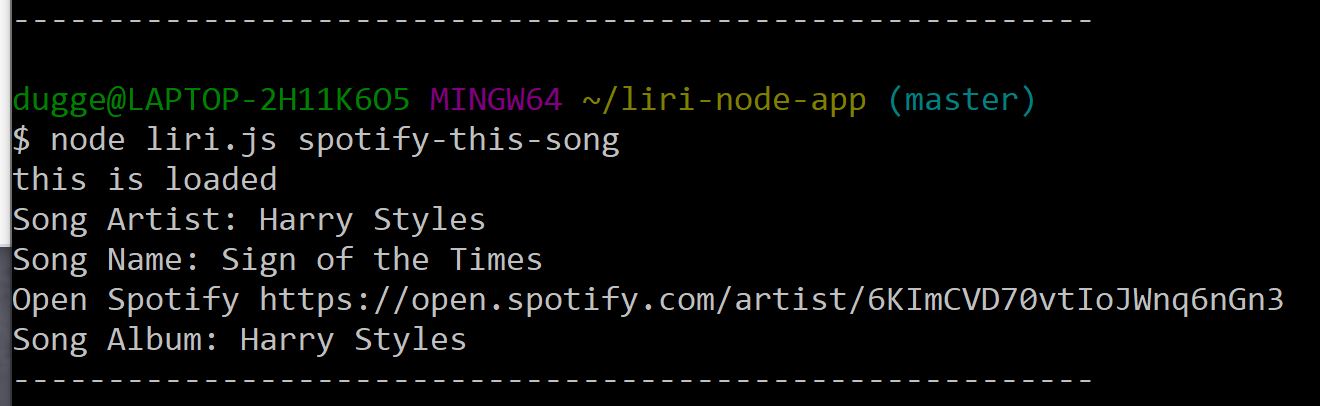 ---------------------------------------------------------
dugge@LAPTOP-2H11K6O5 MINGW64 ~/liri-node-app (master)
$ node liri.js spotify-this-song
this is loaded
Song Artist: Harry Styles
Song Name: Sign of the Times
Open Spotify https://open.spotify.com/artist/6KImCVD70vtIoJWnq6nGn3
Song Album: Harry Styles
---------------------------------------------------------